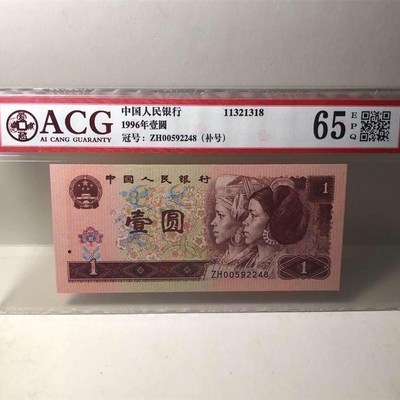 ACG
AI CANG GUARANTY
中国人民银行 11321318
1996年壹圆
冠号：ZH00592248（补号）
65 EPQ
中国人民银行
1
壹圆
1
ZH00592248
1